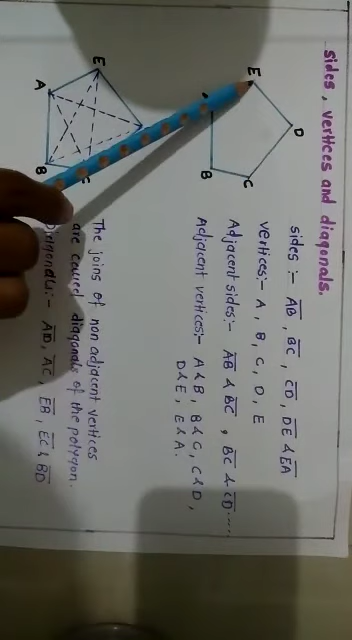 sides, vertices and diagonals.
E
D
C
B
sides :- AB, BC, CD, DE & EA
vertices:- A, B, C, D, E
Adjacent sides:- AB & BC, BC & CD....
Adjacent vertices:- A & B, B & C, C & D,
D & E, E & A.
E
A
B
The joins of non adjacent vertices
are called diagonals of the polygon.
Diagonals:- AD, AC, EB, EC & BD